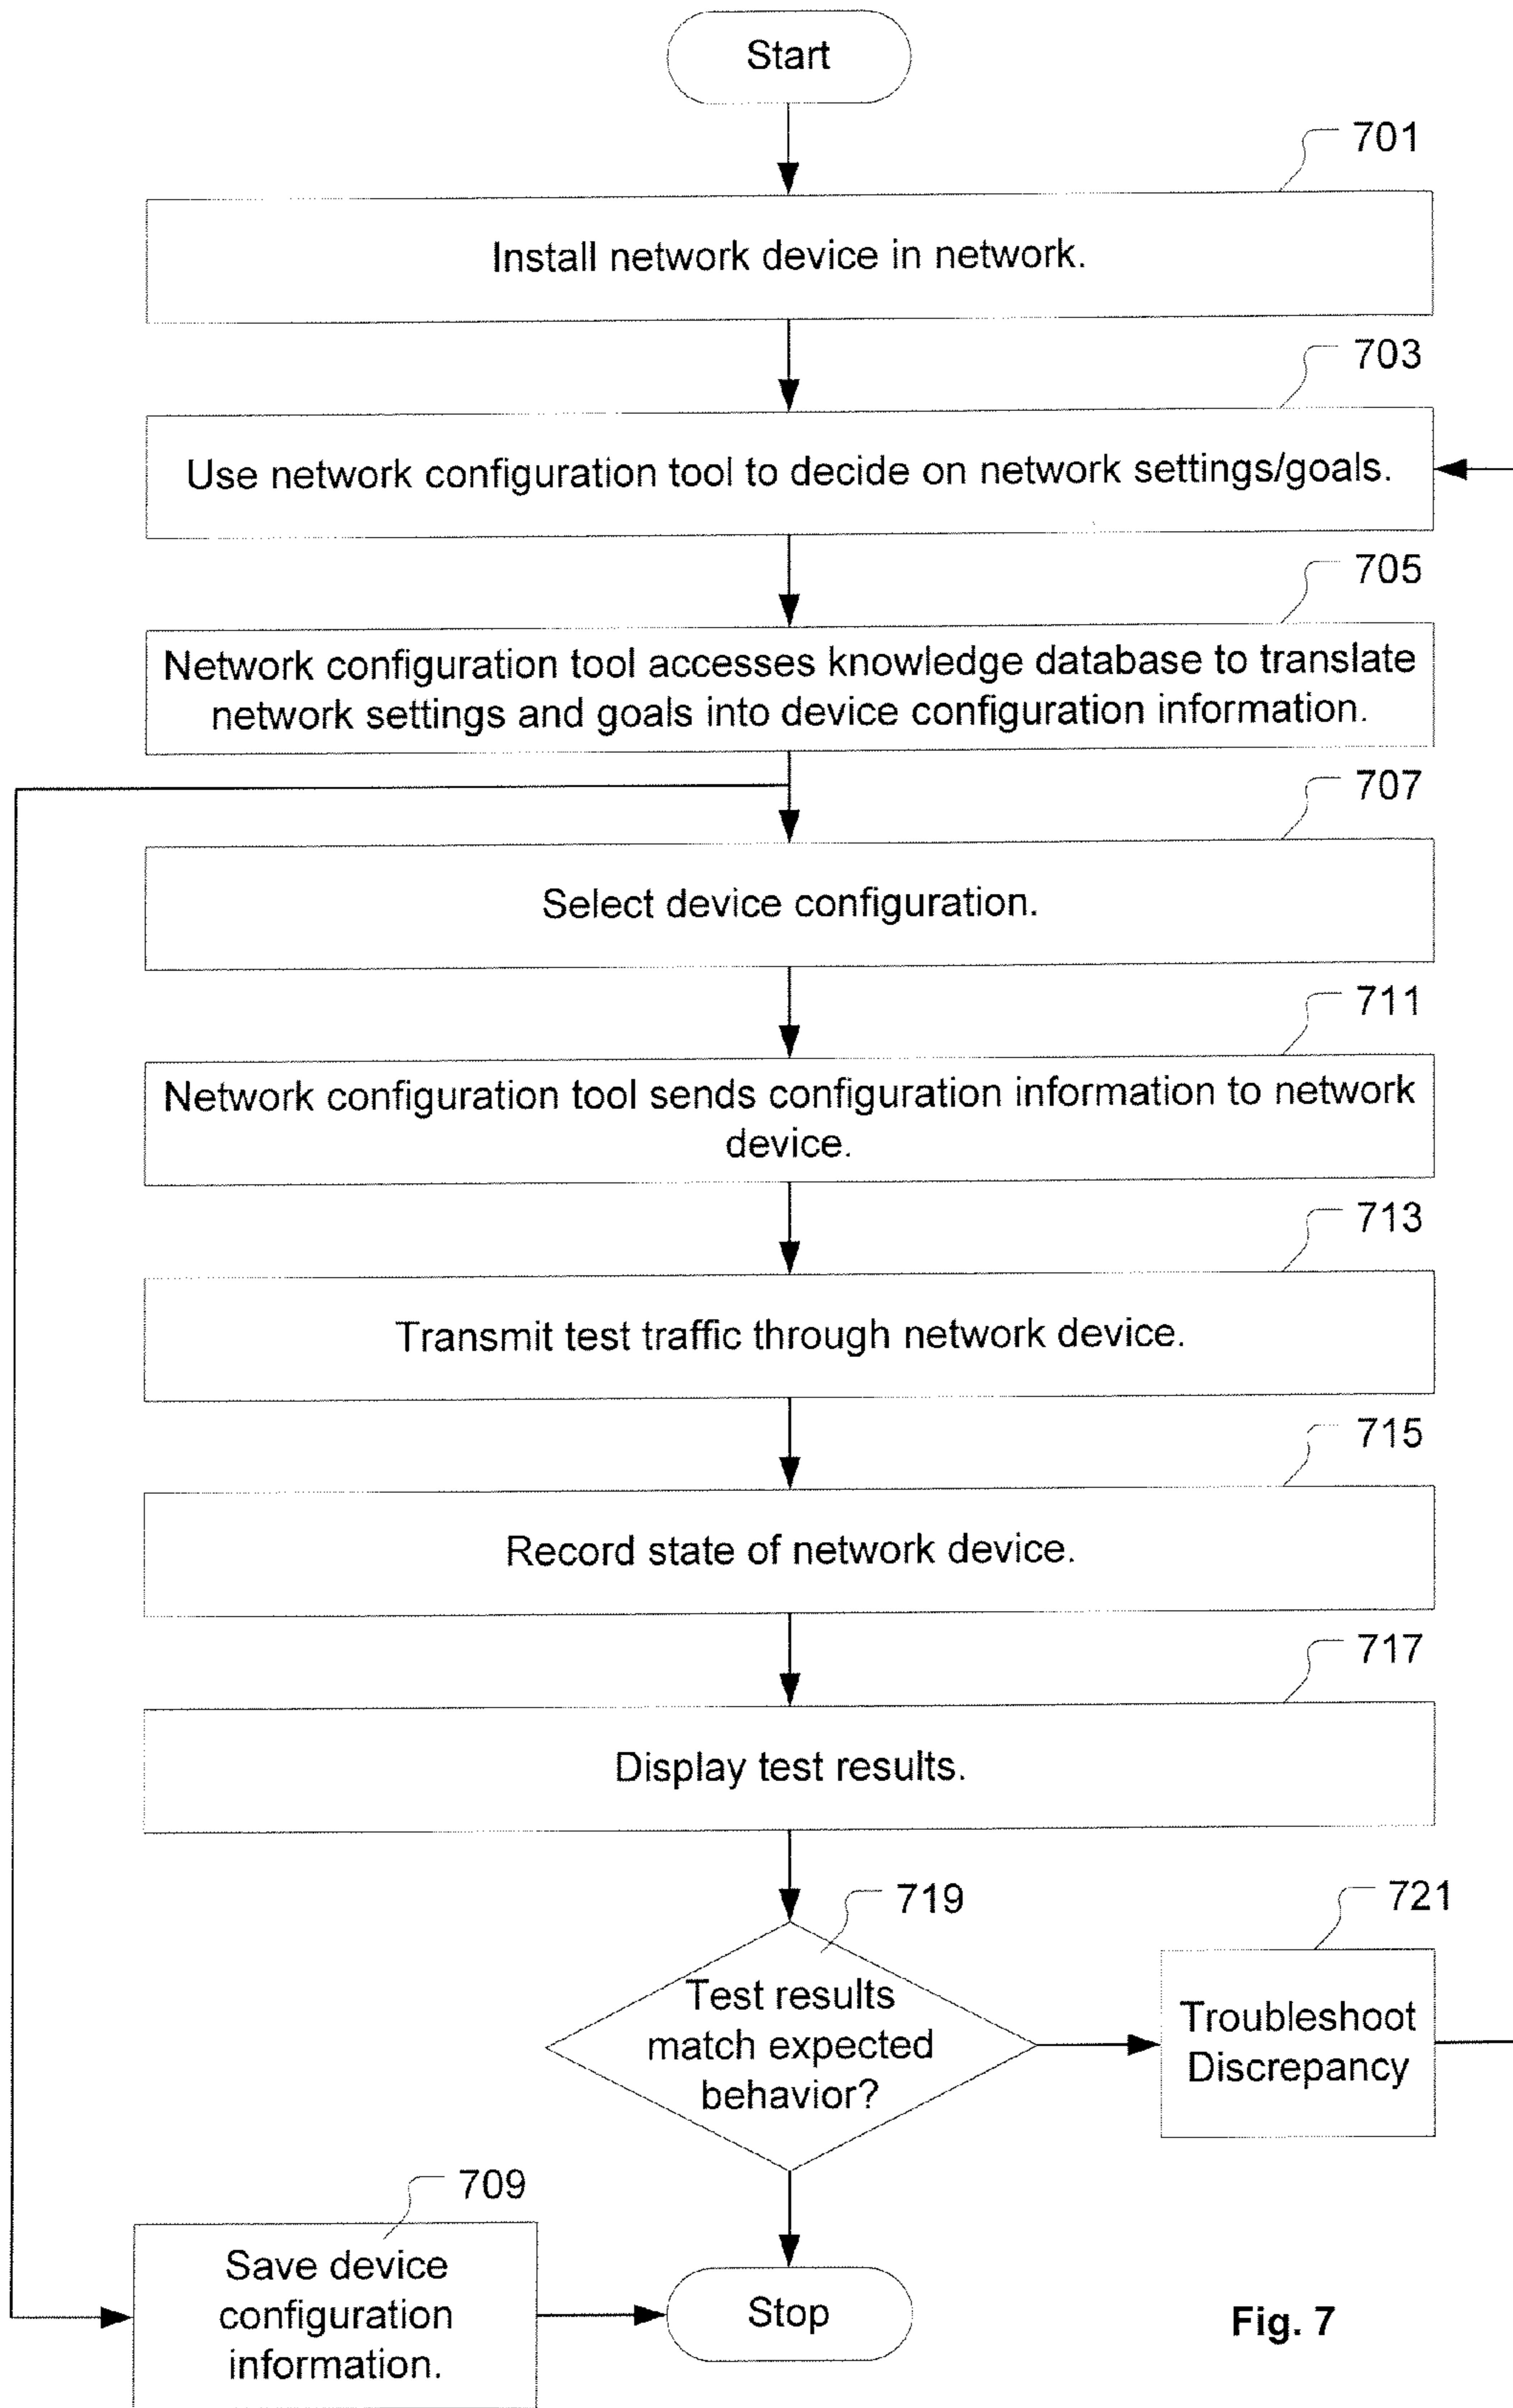 Start
701
Install network device in network.
703
Use network configuration tool to decide on network settings/goals.
705
Network configuration tool accesses knowledge database to translate
network settings and goals into device configuration information.
707
Select device configuration.
711
Network configuration tool sends configuration information to network
device.
713
Transmit test traffic through network device.
715
Record state of network device.
717
Display test results.
719
Test results
match expected
behavior?
721
Troubleshoot
Discrepancy
709
Save device
configuration
information.
Stop
Fig. 7